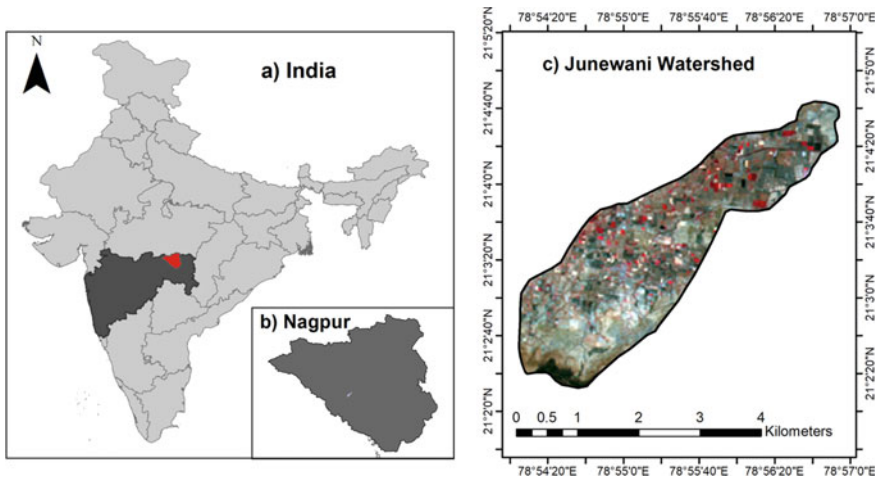 N
a) India
b) Nagpur
78°54'20"E 78°55'0"E 78°55'40"E 78°56'20"E 78°57'0"E
c) Junewani Watershed
21°5'20"N
21°4'40"N
21°4'0"N
21°3'20"N
21°2'40"N
21°2'0"N
21°5'0"N
21°4'20"N
21°3'40"N
21°3'0"N
21°2'20"N
0 0.5 1 2 3 4
Kilometers
78°54'20"E 78°55'0"E 78°55'40"E 78°56'20"E 78°57'0"E